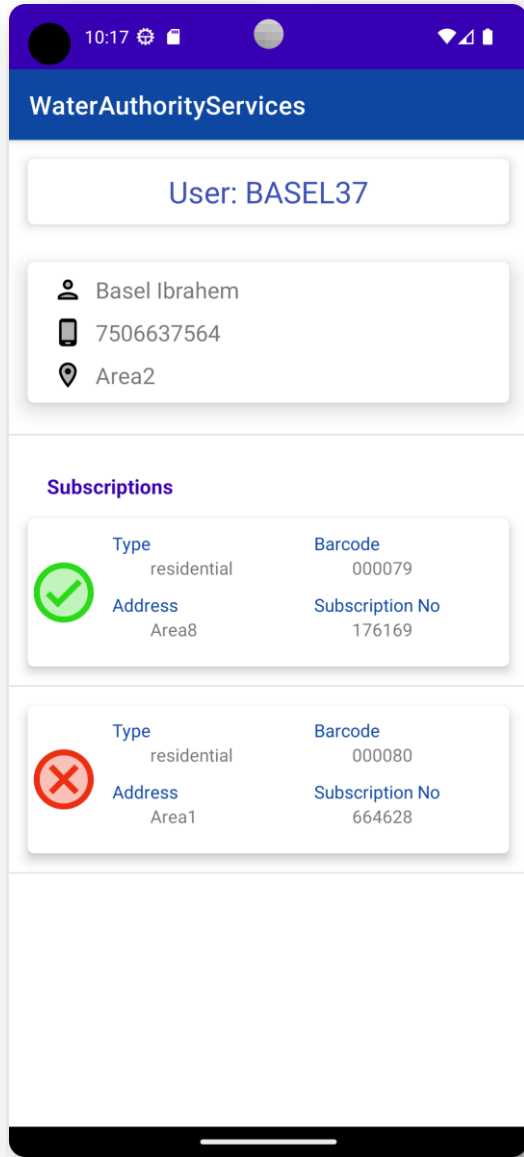 10:17
WaterAuthorityServices
User: BASEL37
Basel Ibrahem
7506637564
Area2
Subscriptions
Type Barcode
residential 000079
Address Subscription No
Area8 176169
Type Barcode
residential 000080
Address Subscription No
Area1 664628